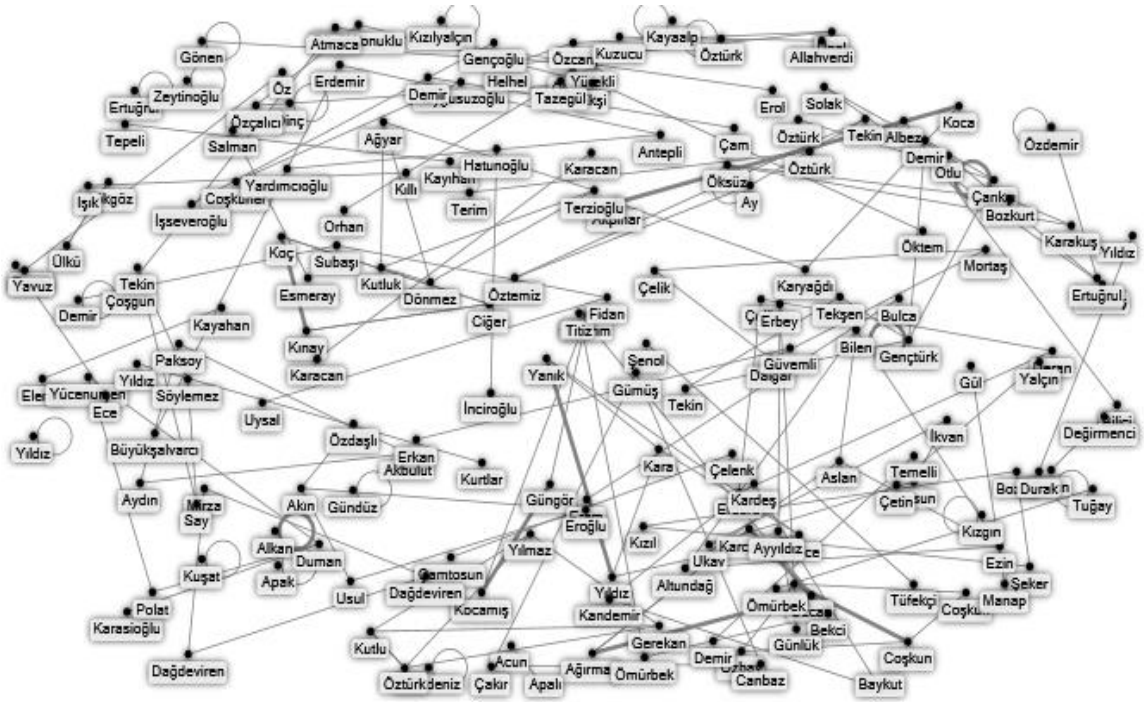 Gönen
Atmaca
Kızılyalçın
Gençoğlu
Özcan
Kuzucu
Kayaalp
Öztürk
Allahverdi
Ertuğrul
Zeytinoğlu
Öz
Erdemir
Demir
Helhel
Tazegül
Yürekli
Erol
Solak
Koca
Tepeli
Özçalıcı
Salman
Ağyar
Hatunoğlu
Antepli
Çam
Öztürk
Tekin
Albez
Özdemir
Işık
Coşkuner
Yardımcıoğlu
Kıllı
Kayıhan
Karacan
Öksüz
Öztürk
Demir
Otlu
İşseveroğlu
Orhan
Terim
Terzioğlu
Ay
Çankır
Bozkurt
Ülkü
Koç
Subaşı
Öktem
Karakuş
Yıldız
Yavuz
Tekin
Çoşgun
Esmeray
Kutluk
Dönmez
Öztemiz
Çelik
Karyağdı
Mortaş
Ertuğrul
Demir
Kayahan
Kınay
Ciğer
Titiz
Fidan
Erbey
Tekşen
Bulca
Paksoy
Karacan
Yanık
Şenol
Güvemli
Bilen
Gençtürk
Yıldız
Söylemez
Ece
Uysal
İnciroğlu
Gümüş
Tekin
Gül
Yalçın
Yıldız
Büyükşalvarcı
Özdaşlı
Erkan
Akbulut
Kurtlar
İkvan
Değirmenci
Aydın
Mirza
Say
Akın
Gündüz
Güngör
Eroğlu
Kara
Çelenk
Kardeş
Aslan
Temelli
Çetin
Durak
Tuğay
Alkan
Duman
Yılmaz
Kızıl
Ukav
Ayyıldız
Kızgın
Ezin
Kuşat
Apak
Usul
Camtosun
Dağdeviren
Kocamış
Yıldız
Kandemir
Altundağ
Ömürbek
Bekci
Tüfekçi
Coşkun
Manap
Şeker
Polat
Karasioğlu
Dağdeviren
Kutlu
Gerekan
Günlük
Coşkun
Öztürk
Acun
Çakır
Apalı
Ömürbek
Demir
Canbaz
Baykut